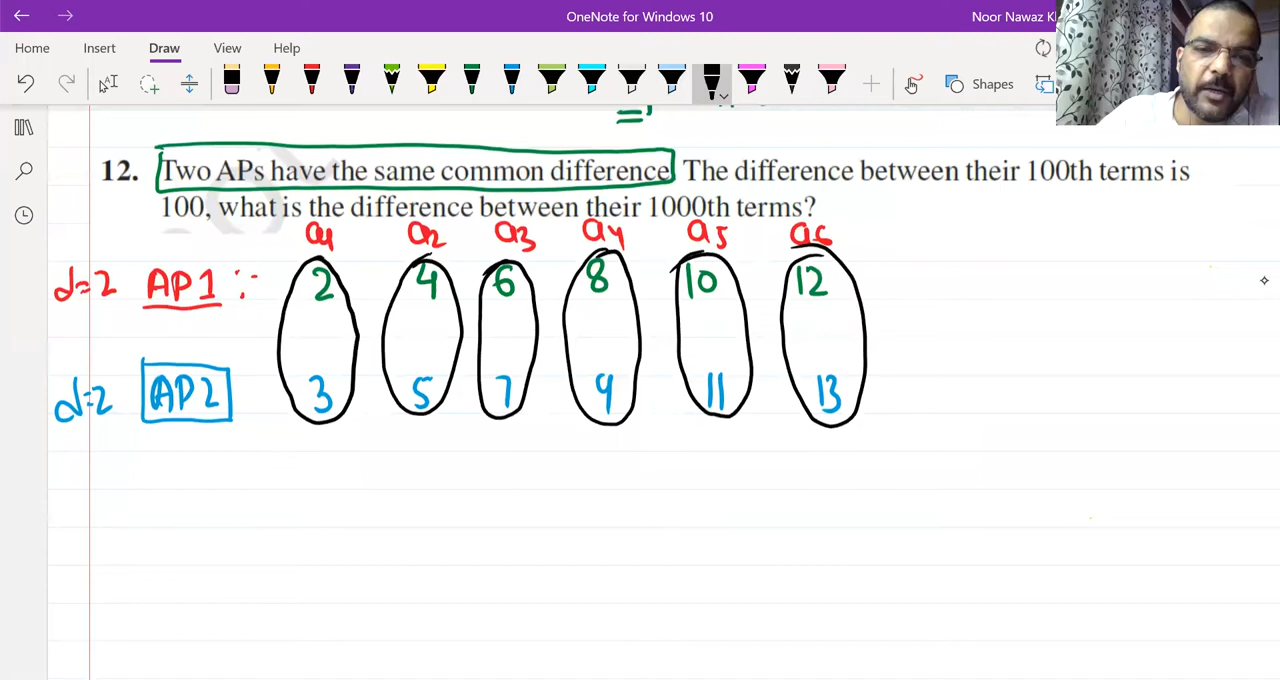 OneNote for Windows 10
Noor Nawaz
Home Insert Draw View Help
Shapes
12. Two APs have the same common difference. The difference between their 100th terms is
100, what is the difference between their 1000th terms?
a1 a2 a3 a4 a5 a6
d=2 AP1 : 2 4 6 8 10 12
d=2 AP2 3 5 7 9 11 13